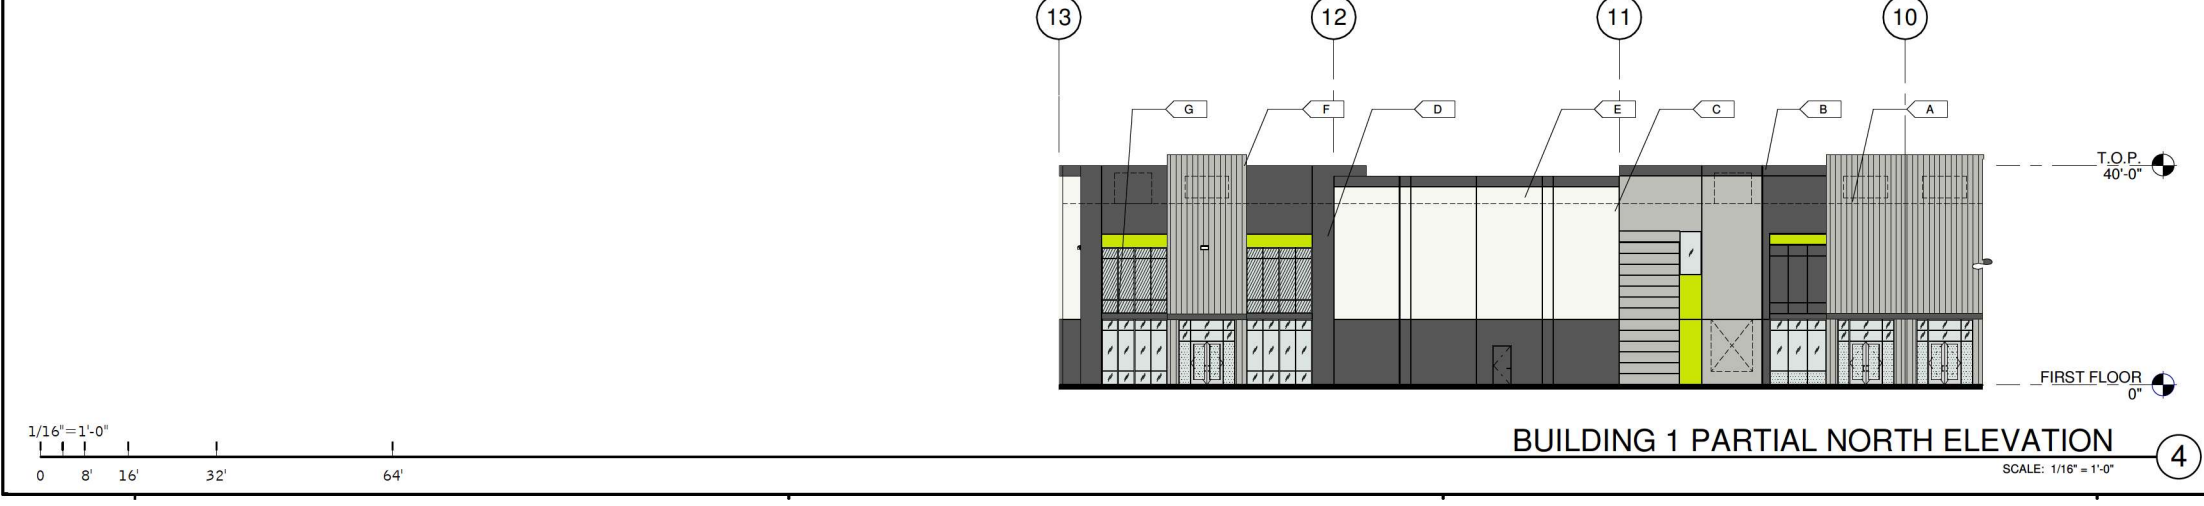 13 12 11 10
G F D E C B A
T.O.P.
40'-0"
FIRST FLOOR
0"
1/16"=1'-0"
0 8' 16' 32' 64'
BUILDING 1 PARTIAL NORTH ELEVATION
SCALE: 1/16" = 1'-0"
4